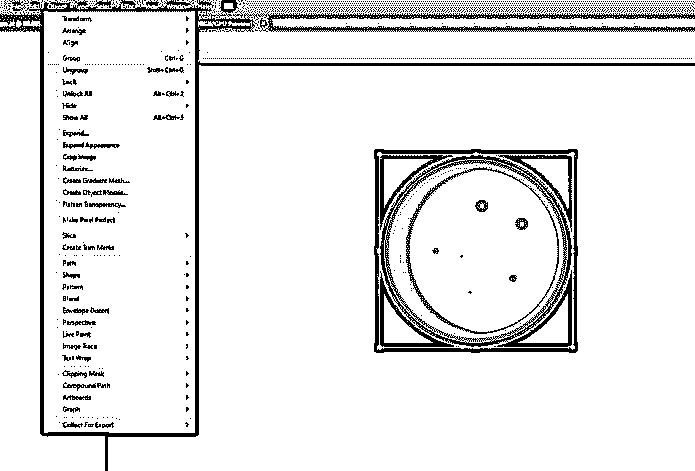 Transform
Arrange
Align
Group Ctrl+G
Ungroup Shift+Ctrl+G
Lock
Unlock All Alt+Ctrl+2
Hide
Show All Alt+Ctrl+3
Expand...
Expand Appearance
Crop Image
Rasterize...
Create Gradient Mesh...
Create Object Mosaic...
Flatten Transparency...
Make Pixel Perfect
Slice
Create Trim Marks
Path
Shape
Pattern
Blend
Envelope Distort
Perspective
Live Paint
Image Trace
Text Wrap
Clipping Mask
Compound Path
Artboards
Graph
Collect For Export